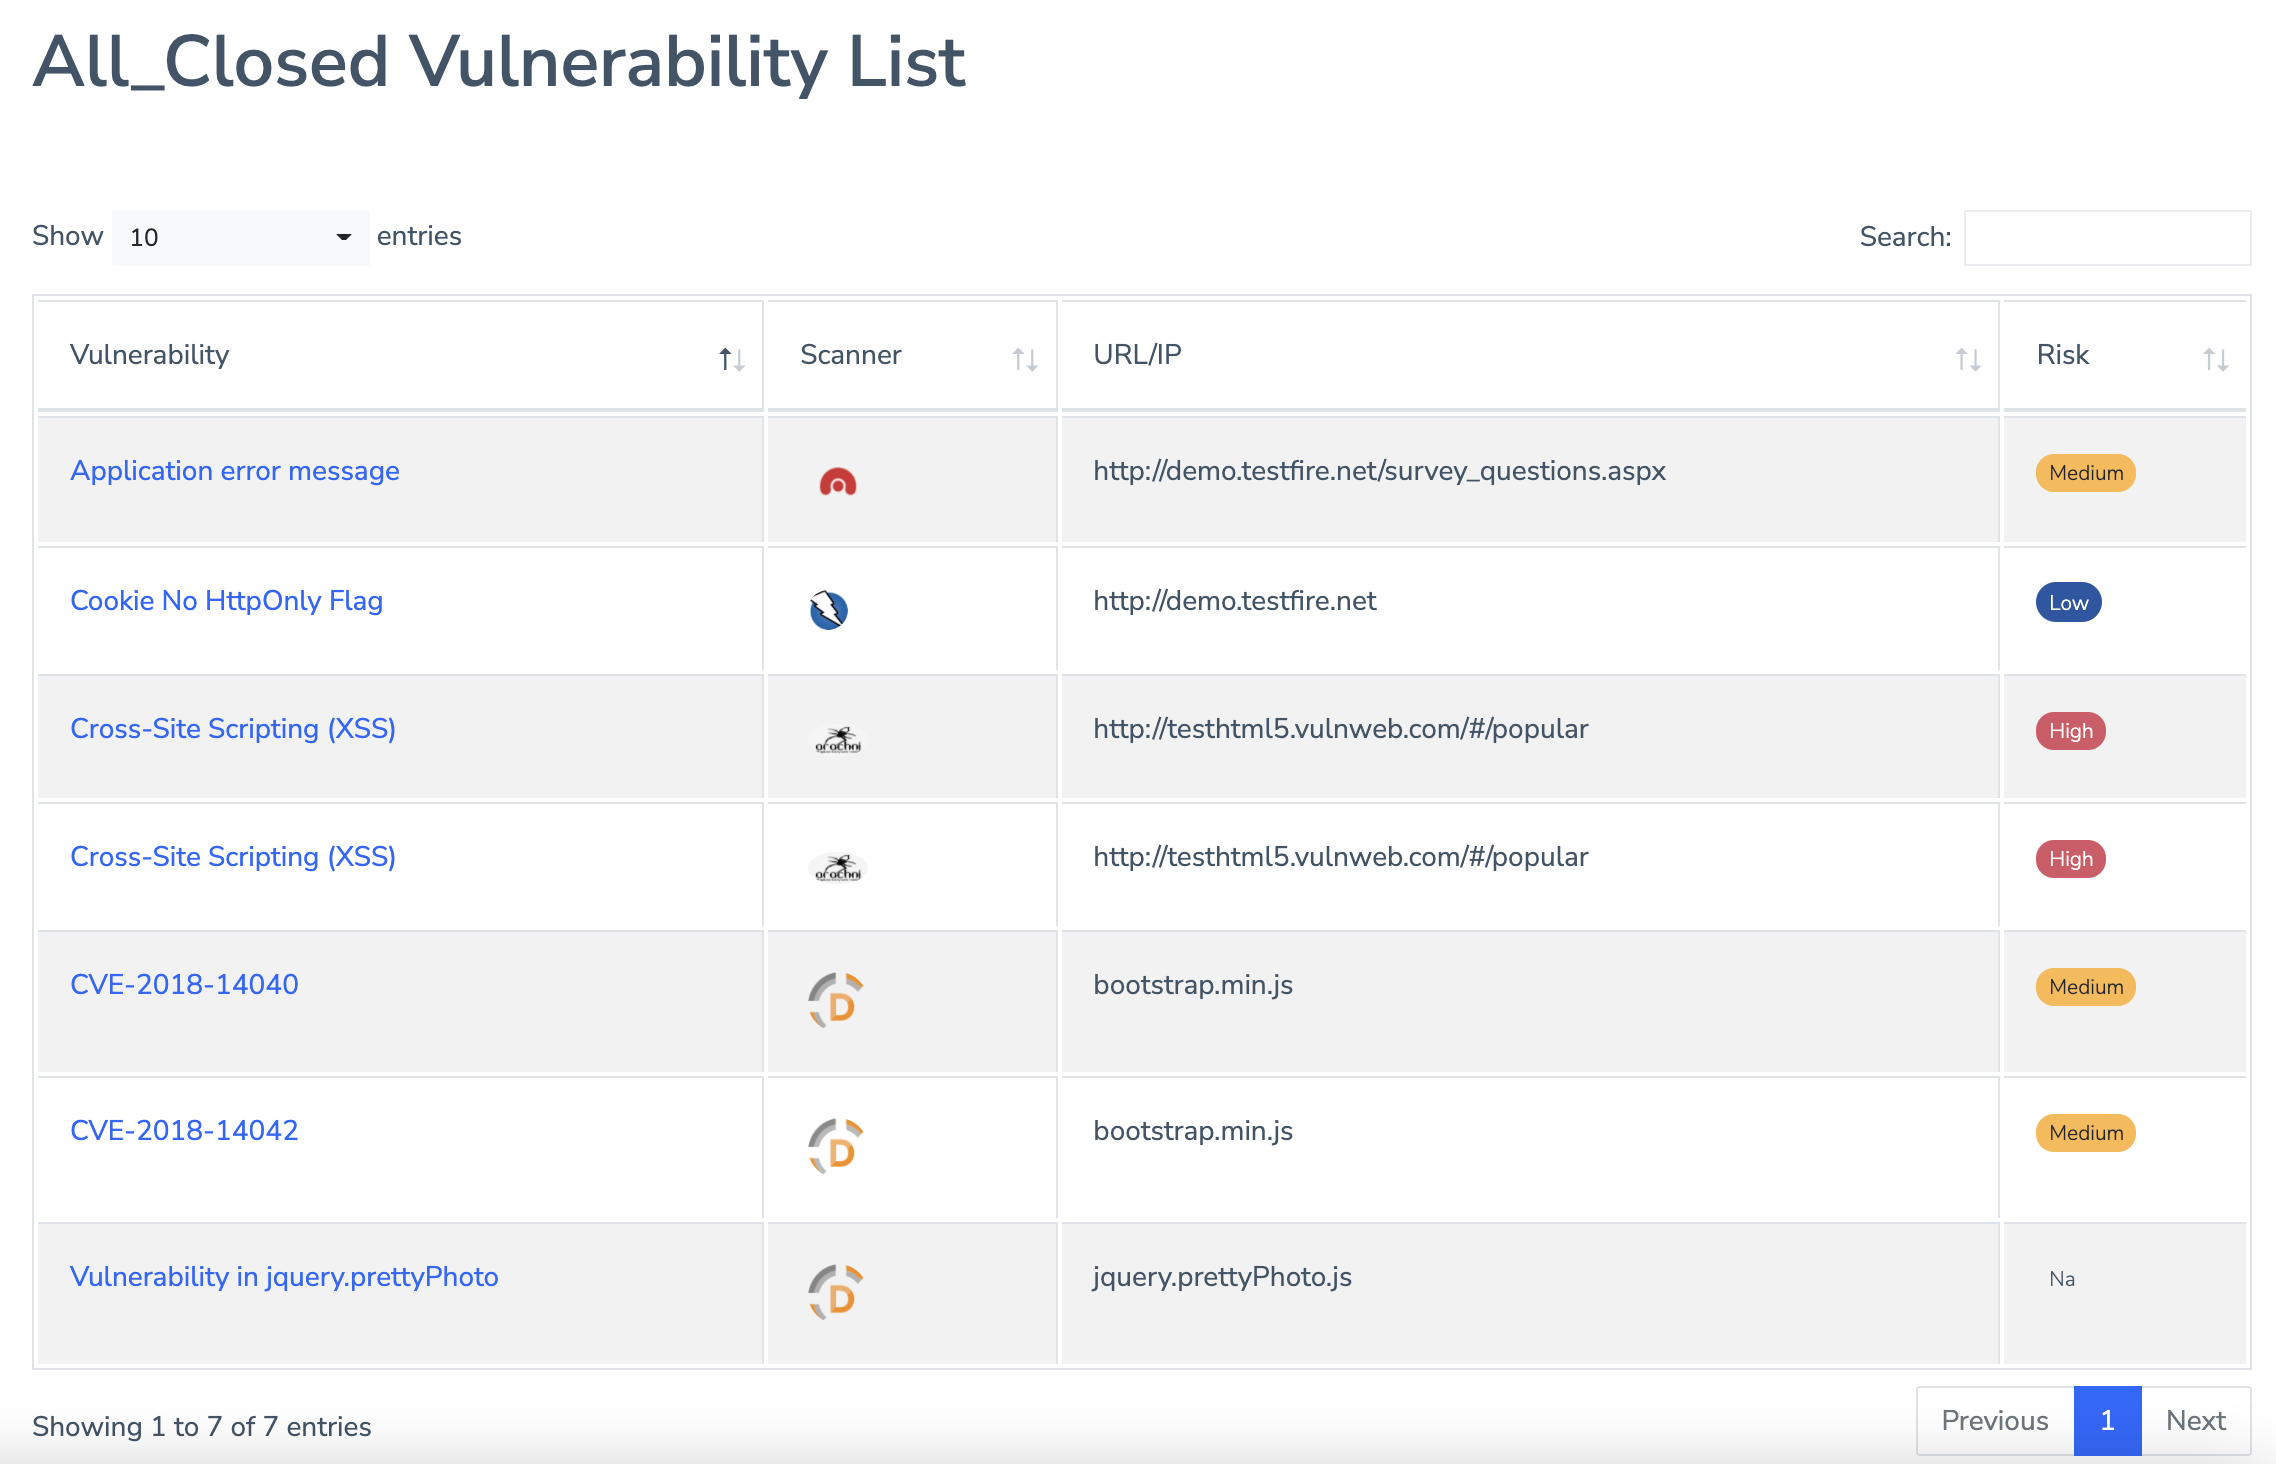 All_Closed Vulnerability List
Show 10 entries
Search:
Vulnerability Scanner URL/IP Risk
Application error message http://demo.testfire.net/survey_questions.aspx Medium
Cookie No HttpOnly Flag http://demo.testfire.net Low
Cross-Site Scripting (XSS) arachni http://testhtml5.vulnweb.com/#/popular High
Cross-Site Scripting (XSS) arachni http://testhtml5.vulnweb.com/#/popular High
CVE-2018-14040 D bootstrap.min.js Medium
CVE-2018-14042 D bootstrap.min.js Medium
Vulnerability in jquery.prettyPhoto D jquery.prettyPhoto.js Na
Showing 1 to 7 of 7 entries
Previous 1 Next